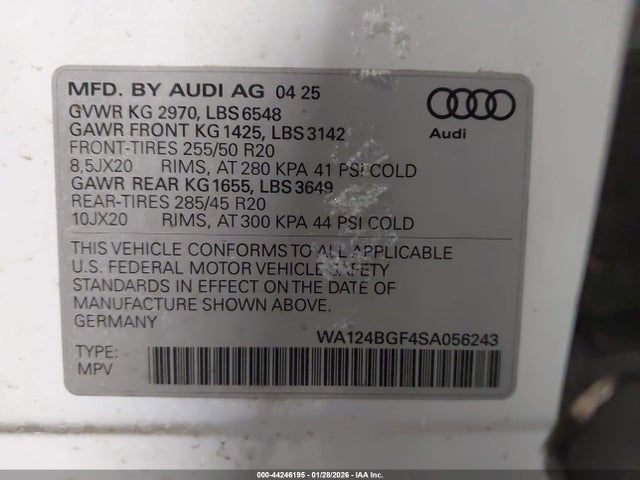 MFD. BY AUDI AG 04 25
GVWR KG 2970, LBS 6548
GAWR FRONT KG 1425, LBS 3142
FRONT-TIRES 255/50 R20
8,5JX20 RIMS, AT 280 KPA 41 PSI COLD
GAWR REAR KG 1655, LBS 3649
REAR-TIRES 285/45 R20
10JX20 RIMS, AT 300 KPA 44 PSI COLD
Audi
THIS VEHICLE CONFORMS TO ALL APPLICABLE
U.S. FEDERAL MOTOR VEHICLE SAFETY
STANDARDS IN EFFECT ON THE DATE OF
MANUFACTURE SHOWN ABOVE.
GERMANY
WA124BGF4SA056243
TYPE:
MPV
000-44246195 - 01/28/2026 - IAA Inc.